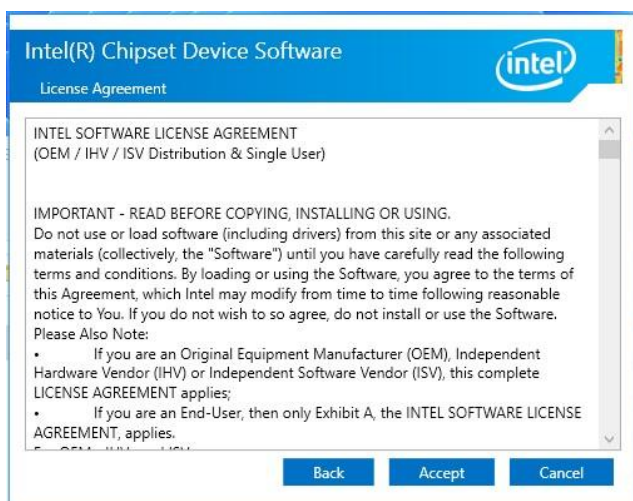 Intel(R) Chipset Device Software
intel
License Agreement
INTEL SOFTWARE LICENSE AGREEMENT
(OEM / IHV / ISV Distribution & Single User)
IMPORTANT - READ BEFORE COPYING, INSTALLING OR USING.
Do not use or load software (including drivers) from this site or any associated
materials (collectively, the "Software") until you have carefully read the following
terms and conditions. By loading or using the Software, you agree to the terms of
this Agreement, which Intel may modify from time to time following reasonable
notice to You. If you do not wish to so agree, do not install or use the Software.
Please Also Note:
• If you are an Original Equipment Manufacturer (OEM), Independent
Hardware Vendor (IHV) or Independent Software Vendor (ISV), this complete
LICENSE AGREEMENT applies;
• If you are an End-User, then only Exhibit A, the INTEL SOFTWARE LICENSE
AGREEMENT, applies.
Back Accept Cancel